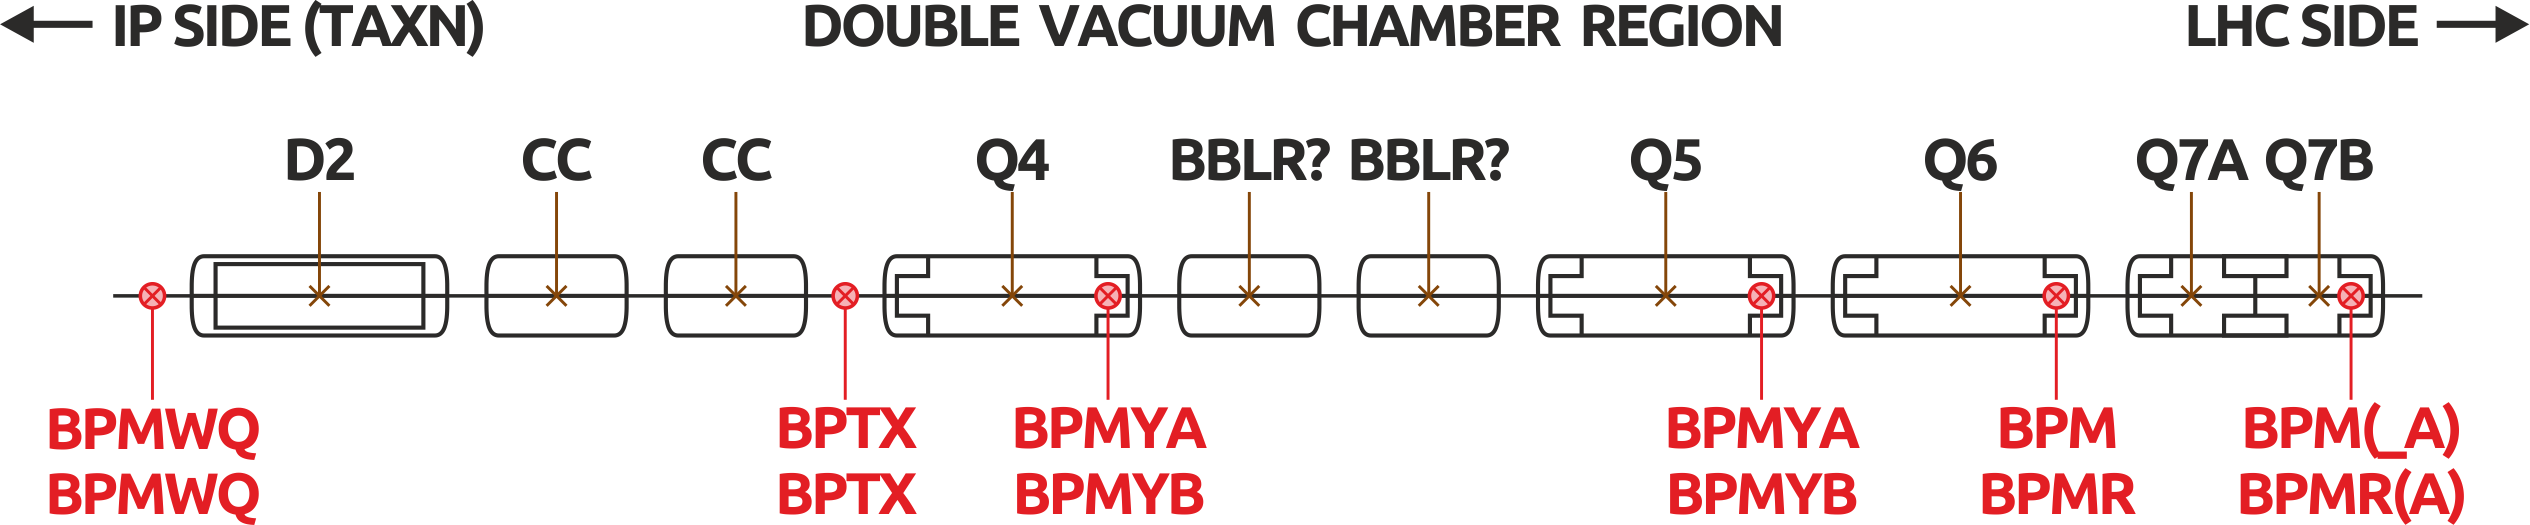 IP SIDE (TAXN) DOUBLE VACUUM CHAMBER REGION LHC SIDE
D2 CC CC Q4 BBLR? BBLR? Q5 Q6 Q7A Q7B
BPMWQ BPTX BPMYA BPMYA BPM BPM(_A)
BPMWQ BPTX BPMYB BPMYB BPMR BPMR(A)